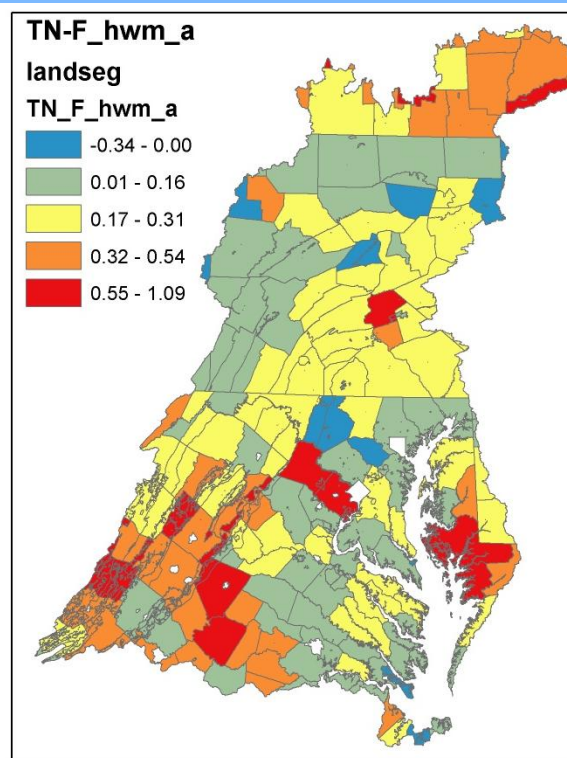 TN-F_hwm_a
landseg
TN_F_hwm_a
-0.34 - 0.00
0.01 - 0.16
0.17 - 0.31
0.32 - 0.54
0.55 - 1.09